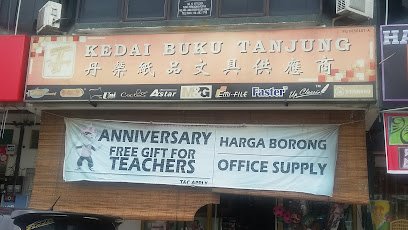 KEDAI BUKU TANJUNG
丹絨紙品文具供應商
Uni Astar M&G EMI-FILE Faster
ANNIVERSARY
FREE GIFT FOR
TEACHERS
T&C APPLY
HARGA BORONG
OFFICE SUPPLY